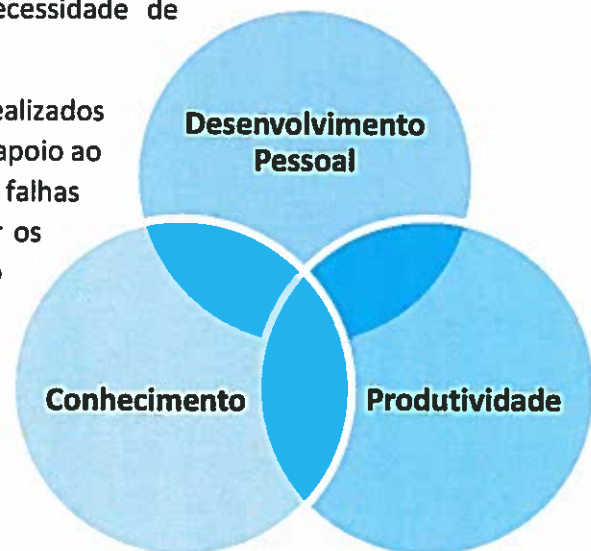 ecessidade de
ealizados
apoio ao
falhas
os
Desenvolvimento
Pessoal
Conhecimento
Produtividade